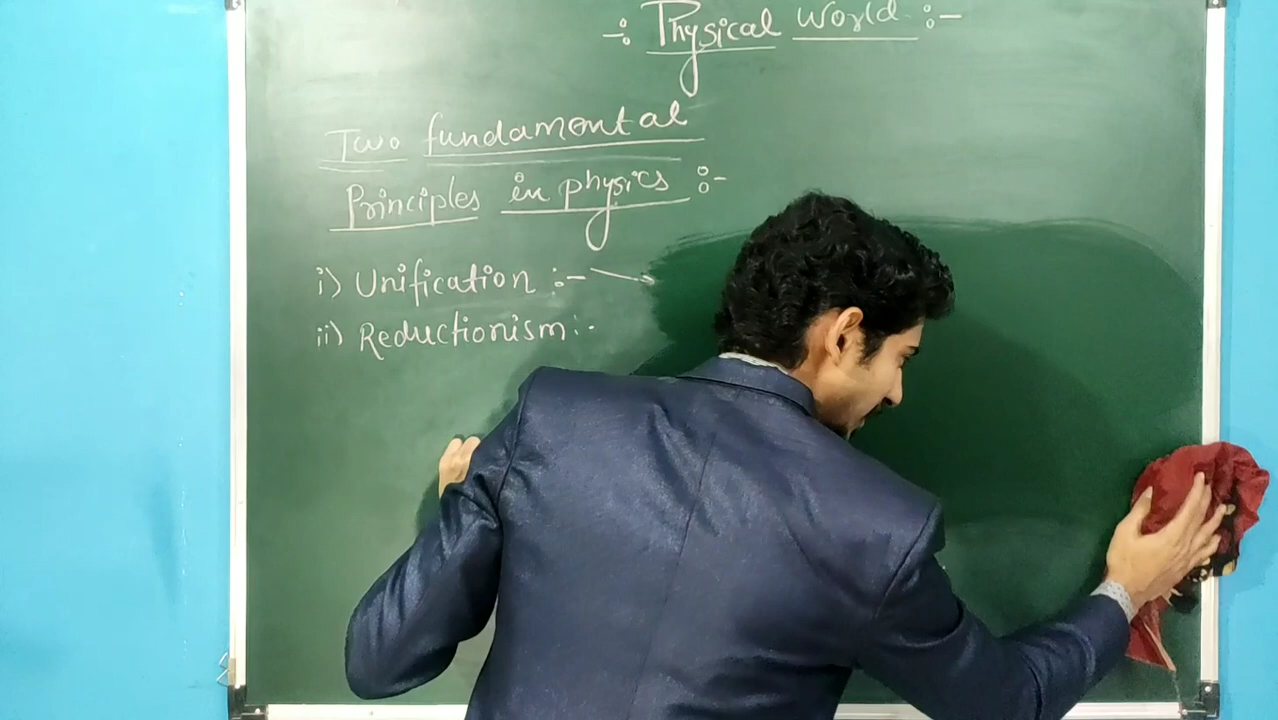 -: Physical World :-
Two fundamental
Principles in physics :-
i) Unification :- →
ii) Reductionism :-